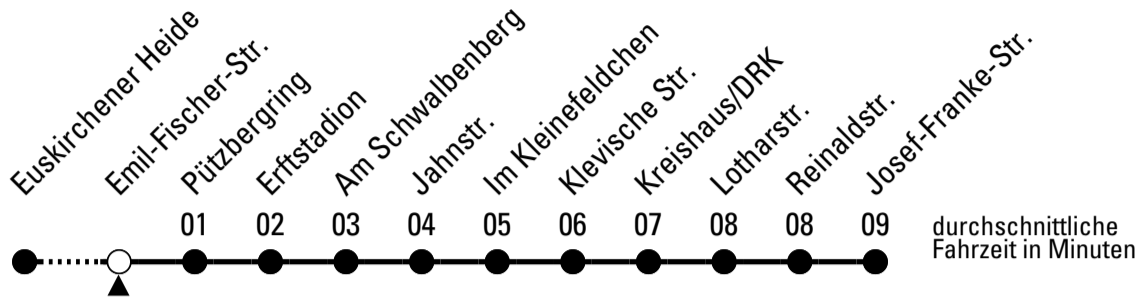 Euskirchener Heide
Emil-Fischer-Str.
Pützbergring
Erftstadion
Am Schwalbenberg
Jahnstr.
Im Kleinefeldchen
Klevische Str.
Kreishaus/DRK
Lotharstr.
Reinaldstr.
Josef-Franke-Str.
01 02 03 04 05 06 07 08 08 09
durchschnittliche
Fahrzeit in Minuten